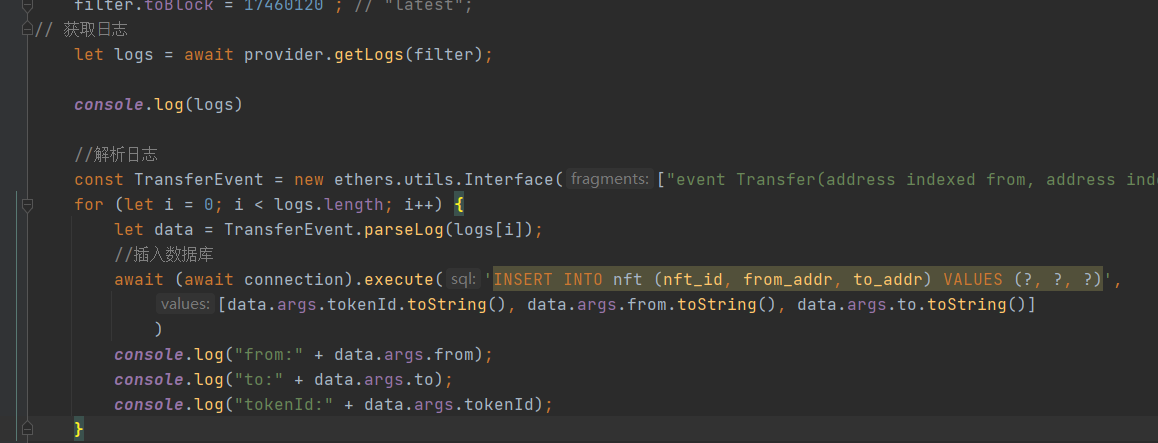 filter.toBlock = 17460120 ; // "latest";
// 获取日志
let logs = await provider.getLogs(filter);
console.log(logs)
//解析日志
const TransferEvent = new ethers.utils.Interface( fragments: ["event Transfer(address indexed from, address inde
for (let i = 0; i < logs.length; i++) {
let data = TransferEvent.parseLog(logs[i]);
//插入数据库
await (await connection).execute( sql: 'INSERT INTO nft (nft_id, from_addr, to_addr) VALUES (?, ?, ?)',
values: [data.args.tokenId.toString(), data.args.from.toString(), data.args.to.toString()]
)
console.log("from:" + data.args.from);
console.log("to:" + data.args.to);
console.log("tokenId:" + data.args.tokenId);
}